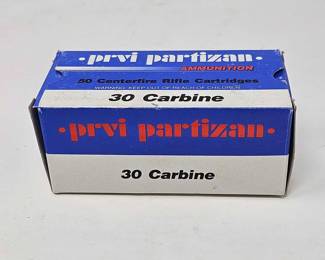 • prvi partizan •
AMMUNITION
50 Centerfire Rifle Cartridges
WARNING: KEEP OUT OF REACH OF CHILDREN
30 Carbine
• prvi partizan •
30 Carbine